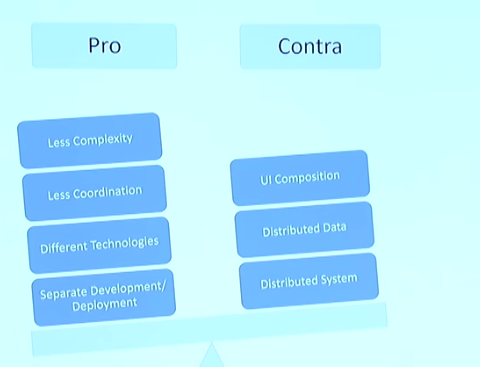 Pro
Contra
Less Complexity
Less Coordination
Different Technologies
Separate Development/
Deployment
UI Composition
Distributed Data
Distributed System